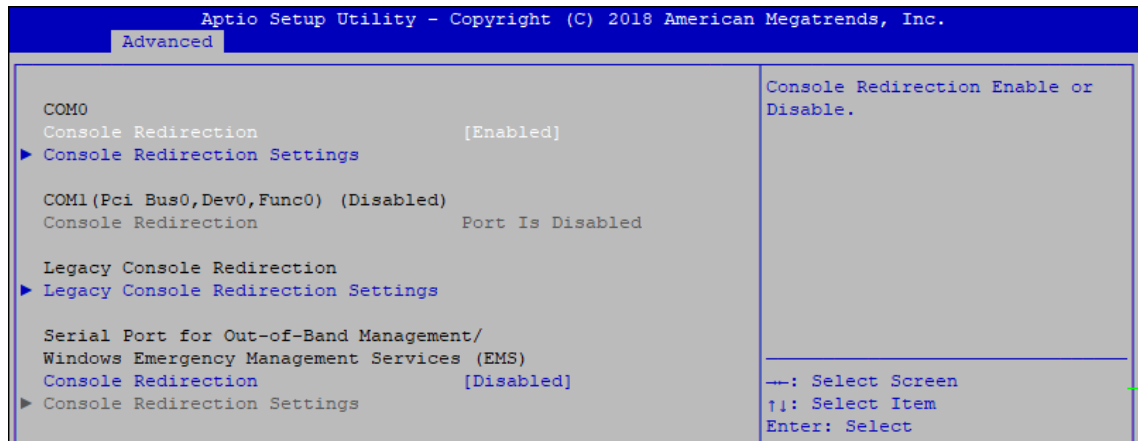 Aptio Setup Utility – Copyright (C) 2018 American Megatrends, Inc.
Advanced
COM0
Console Redirection [Enabled]
► Console Redirection Settings
COM1(Pci Bus0,Dev0,Func0) (Disabled)
Console Redirection Port Is Disabled
Legacy Console Redirection
► Legacy Console Redirection Settings
Serial Port for Out-of-Band Management/
Windows Emergency Management Services (EMS)
Console Redirection [Disabled]
► Console Redirection Settings
Console Redirection Enable or
Disable.
→←: Select Screen
↑↓: Select Item
Enter: Select